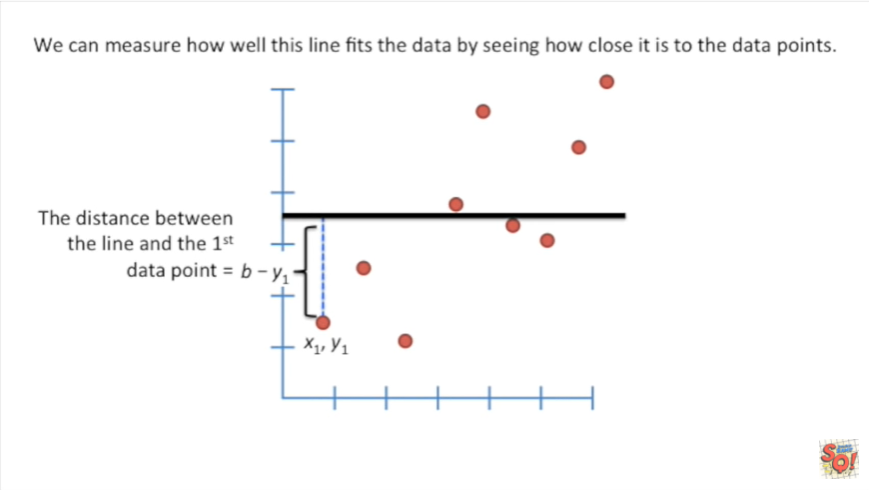 We can measure how well this line fits the data by seeing how close it is to the data points.
The distance between
the line and the 1st
data point = b – y₁
x₁, y₁
SO!